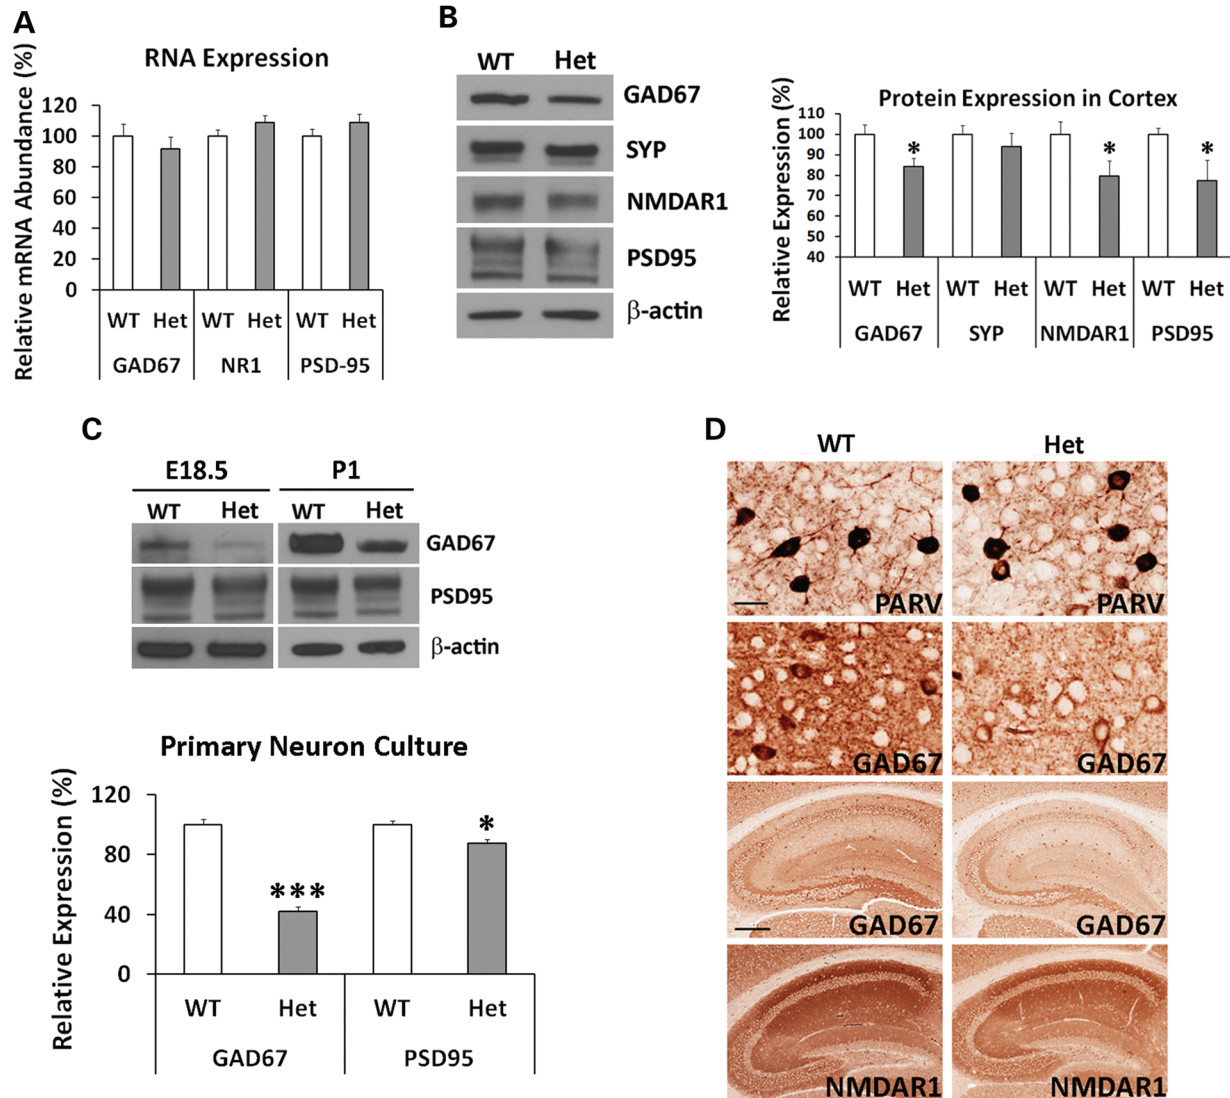 A
RNA Expression
Relative mRNA Abundance (%)
120
100
80
60
40
20
0
WT Het WT Het WT Het
GAD67 NR1 PSD-95
B
WT Het
GAD67
SYP
NMDAR1
PSD95
β-actin
Protein Expression in Cortex
Relative Expression (%)
110
100
90
80
70
60
50
40
* * *
WT Het WT Het WT Het WT Het
GAD67 SYP NMDAR1 PSD95
C
E18.5 P1
WT Het WT Het
GAD67
PSD95
β-actin
Primary Neuron Culture
Relative Expression (%)
120
80
40
0
*** *
WT Het WT Het
GAD67 PSD95
D
WT Het
PARV PARV
GAD67 GAD67
GAD67 GAD67
NMDAR1 NMDAR1